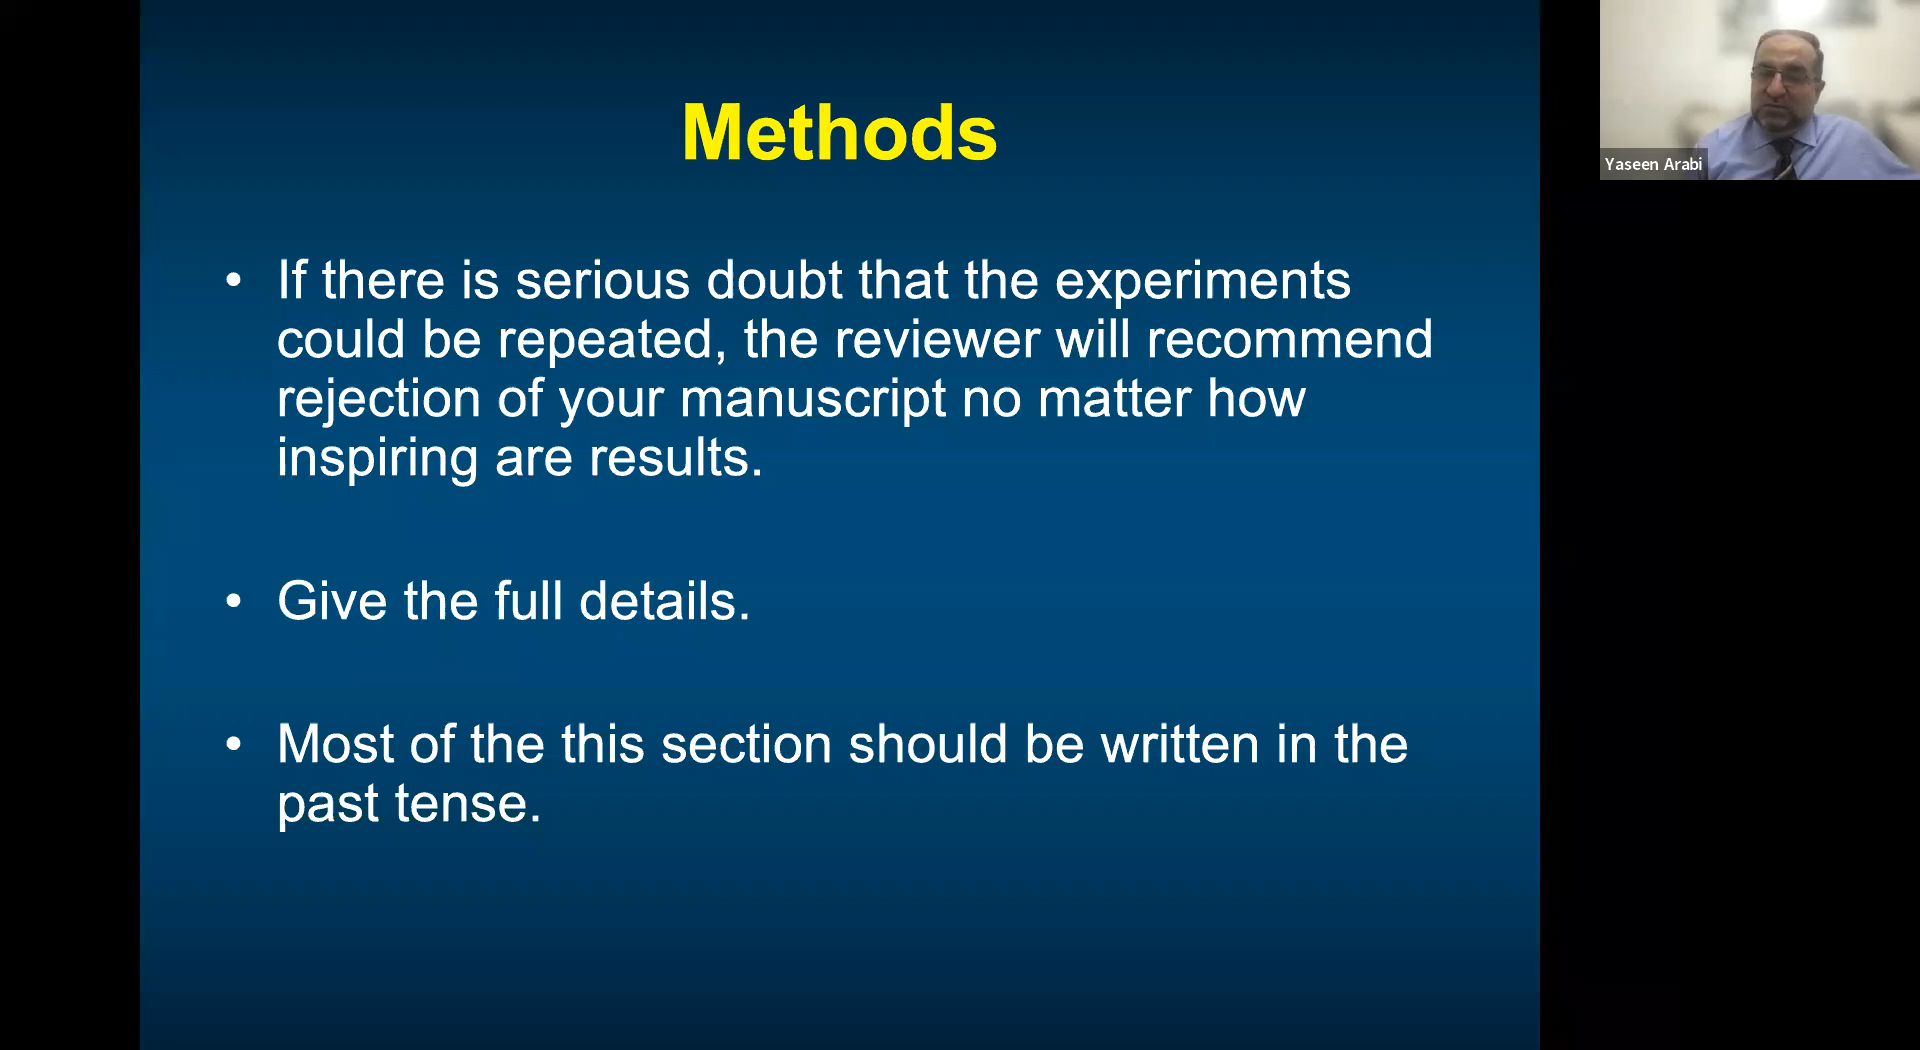 Methods
• If there is serious doubt that the experiments
could be repeated, the reviewer will recommend
rejection of your manuscript no matter how
inspiring are results.
• Give the full details.
• Most of the this section should be written in the
past tense.
Yaseen Arabi